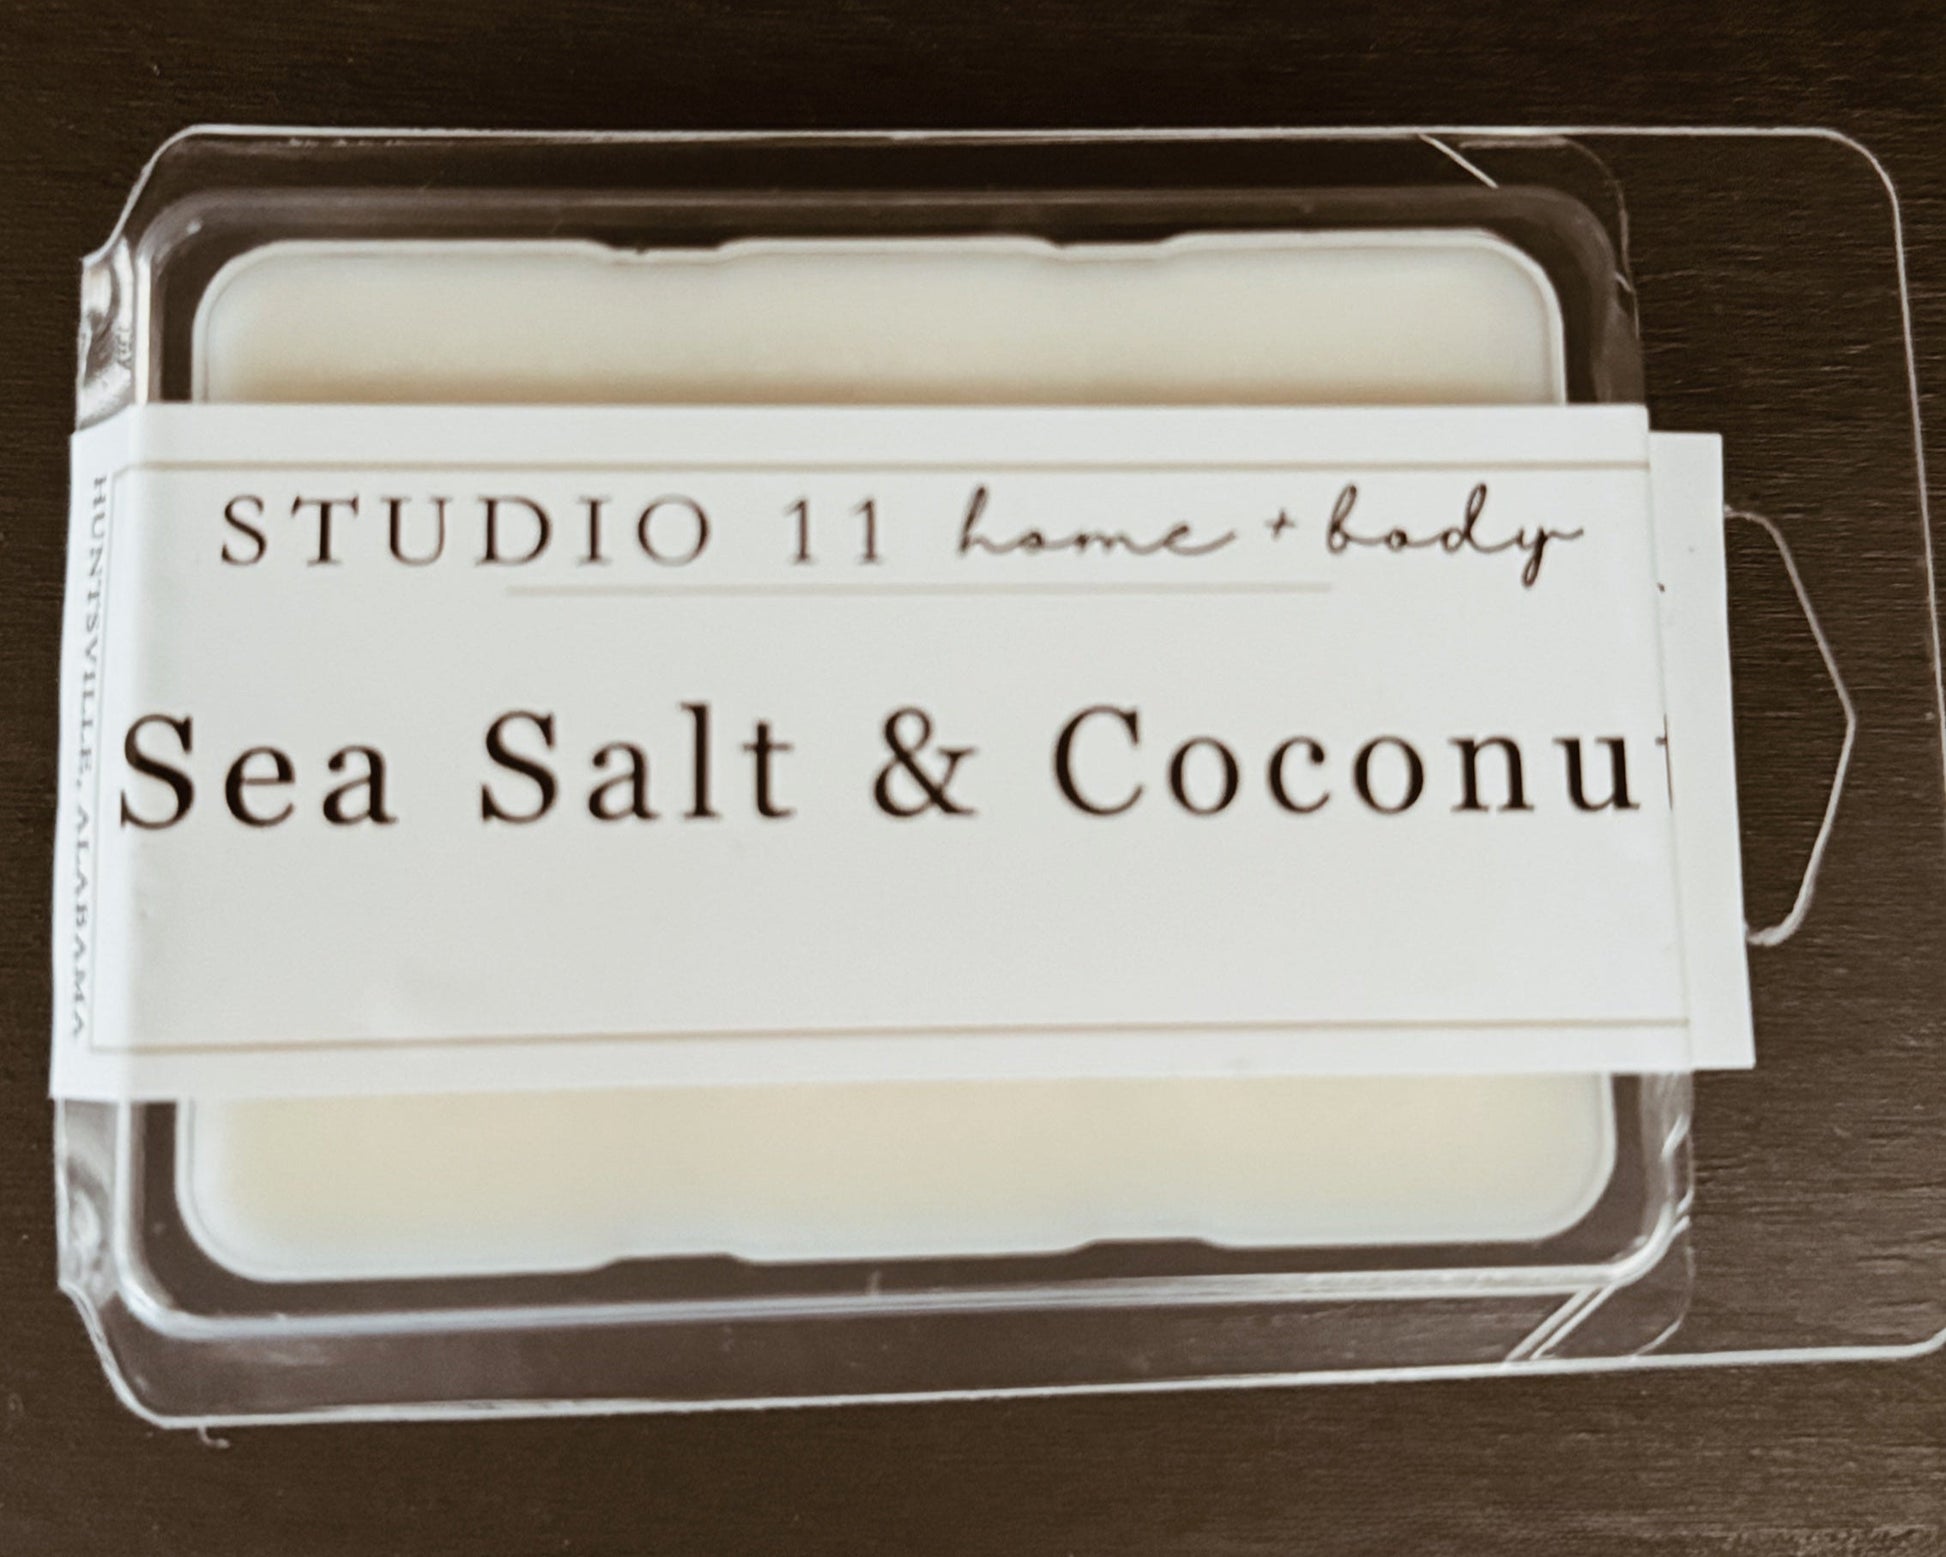 STUDIO 11 home + body
Sea Salt & Coconut
HUNTSVILLE, ALABAMA